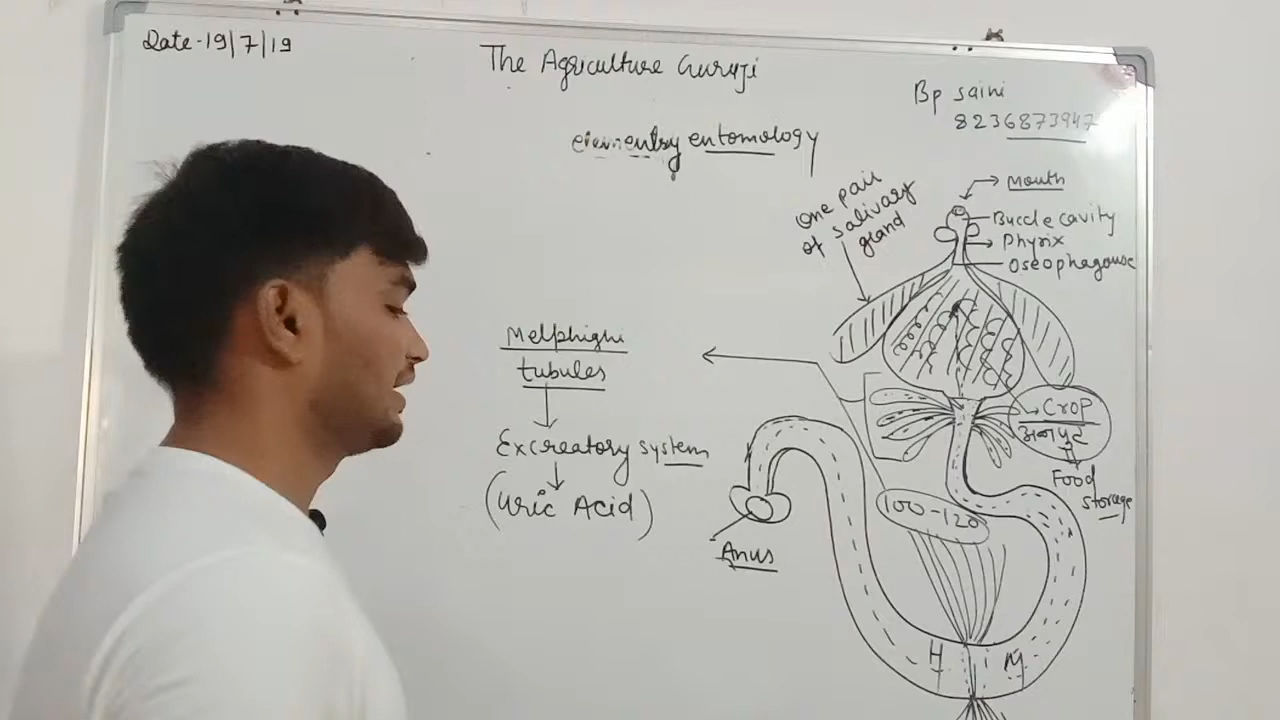 Date-19/7/19
The Agriculture Guruji
Bp saini
8236873947
elementry entomology
one pair
of salivary
gland
Mouth
Buccle cavity
Phynx
Oseophagouse
Melphighi
tubules
Excreatory system
(Uric Acid)
Crop
अन्नपुट
Food
storage
100-120
Anus
H
M